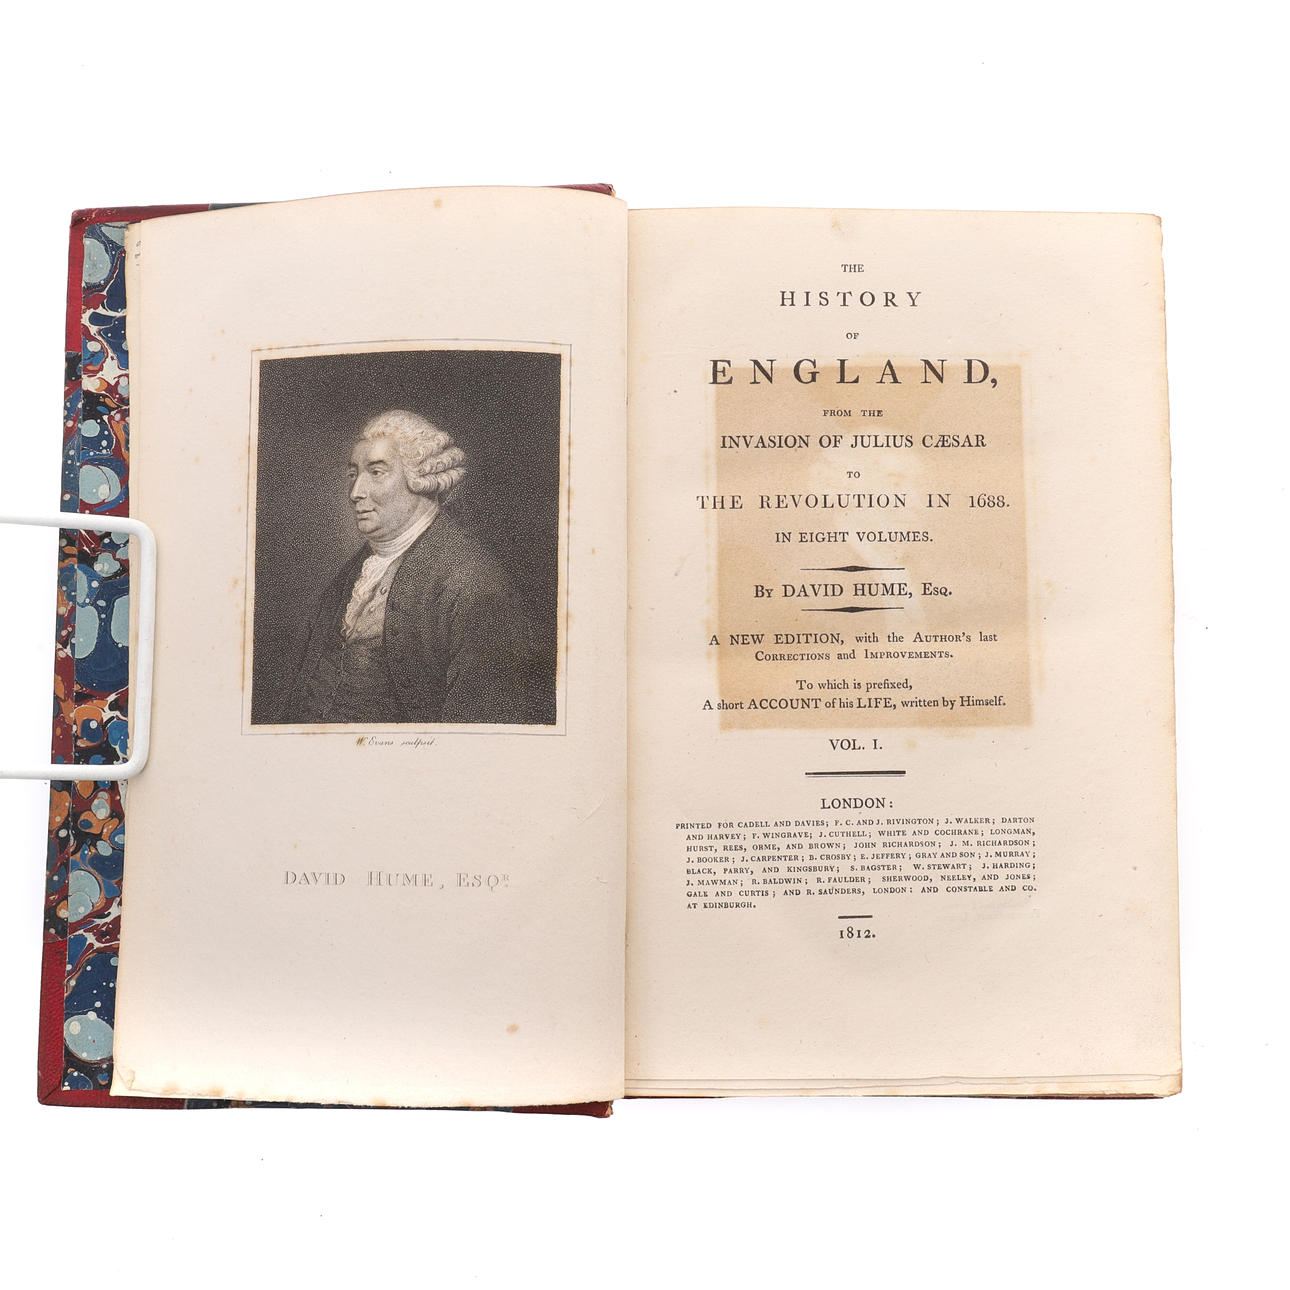 W. Evans sculpsit.
DAVID HUME, ESQR.
THE
HISTORY
OF
ENGLAND,
FROM THE
INVASION OF JULIUS CÆSAR
TO
THE REVOLUTION IN 1688.
IN EIGHT VOLUMES.
By DAVID HUME, Esq.
A NEW EDITION, with the Author's last
Corrections and Improvements.
To which is prefixed,
A short ACCOUNT of his LIFE, written by Himself.
VOL. I.
LONDON:
PRINTED FOR CADELL AND DAVIES; F. C. AND J. RIVINGTON; J. WALKER; DARTON
AND HARVEY; F. WINGRAVE; J. CUTHELL; WHITE AND COCHRANE; LONGMAN,
HURST, REES, ORME, AND BROWN; JOHN RICHARDSON; J. M. RICHARDSON;
J. BOOKER; J. CARPENTER; B. CROSBY; E. JEFFERY; GRAY AND SON; J. MURRAY;
BLACK, PARRY, AND KINGSBURY; S. BAGSTER; W. STEWART; J. HARDING;
J. MAWMAN; R. BALDWIN; R. FAULDER; SHERWOOD, NEELEY, AND JONES;
GALE AND CURTIS; AND R. SAUNDERS, LONDON: AND CONSTABLE AND CO.
AT EDINBURGH.
1812.